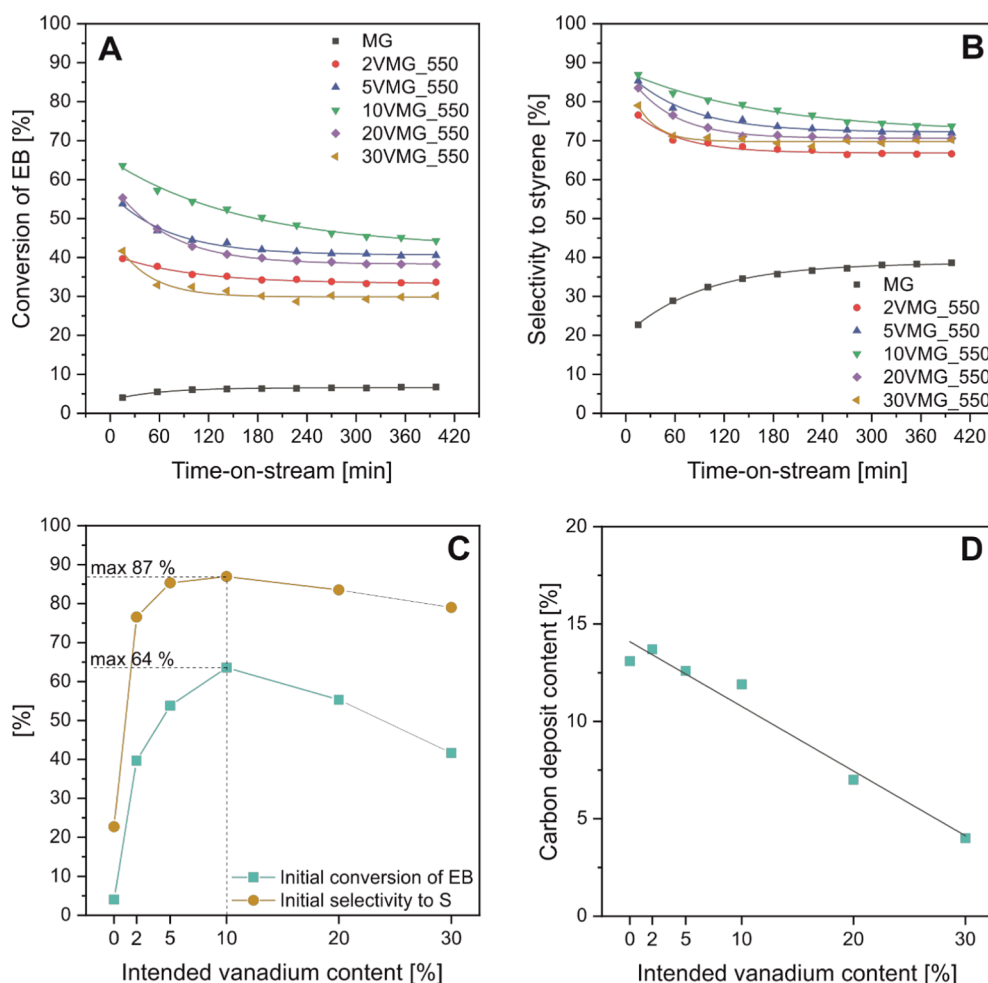 A
Conversion of EB [%]
100
90
80
70
60
50
40
30
20
10
0
MG
2VMG_550
5VMG_550
10VMG_550
20VMG_550
30VMG_550
0 60 120 180 240 300 360 420
Time-on-stream [min]
B
Selectivity to styrene [%]
100
90
80
70
60
50
40
30
20
10
0
MG
2VMG_550
5VMG_550
10VMG_550
20VMG_550
30VMG_550
0 60 120 180 240 300 360 420
Time-on-stream [min]
C
[%]
100
90
80
70
60
50
40
30
20
10
0
max 87 %
max 64 %
Initial conversion of EB
Initial selectivity to S
0 2 5 10 20 30
Intended vanadium content [%]
D
Carbon deposit content [%]
20
15
10
5
0
0 2 5 10 20 30
Intended vanadium content [%]